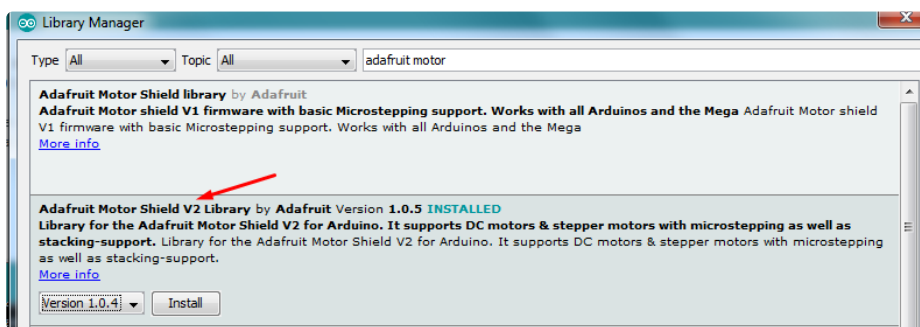 Library Manager
Type All Topic All adafruit motor
Adafruit Motor Shield library by Adafruit
Adafruit Motor shield V1 firmware with basic Microstepping support. Works with all Arduinos and the Mega Adafruit Motor shield
V1 firmware with basic Microstepping support. Works with all Arduinos and the Mega
More info
Adafruit Motor Shield V2 Library by Adafruit Version 1.0.5 INSTALLED
Library for the Adafruit Motor Shield V2 for Arduino. It supports DC motors & stepper motors with microstepping as well as
stacking-support. Library for the Adafruit Motor Shield V2 for Arduino. It supports DC motors & stepper motors with microstepping
as well as stacking-support.
More info
Version 1.0.4 Install